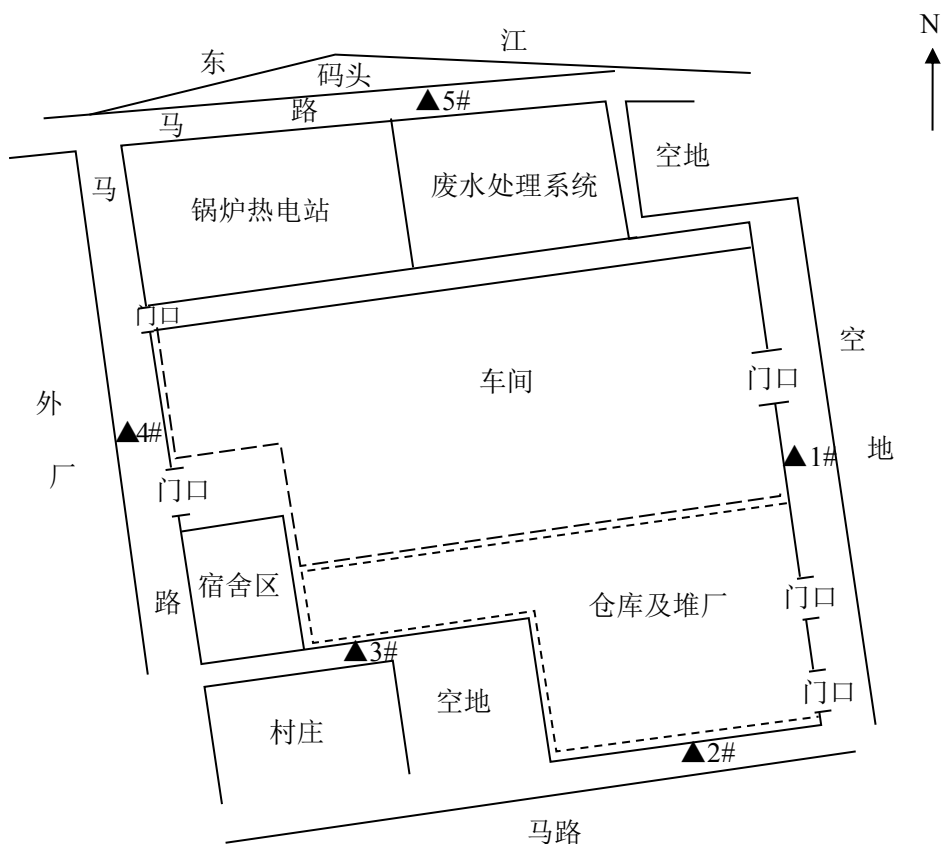 N
东
江
码头
▲5#
马
路
空地
马
废水处理系统
锅炉热电站
门口
空
车间
门口
外
▲4#
地
▲1#
厂
门口
宿舍区
路
仓库及堆厂
门口
▲3#
门口
空地
村庄
▲2#
马路